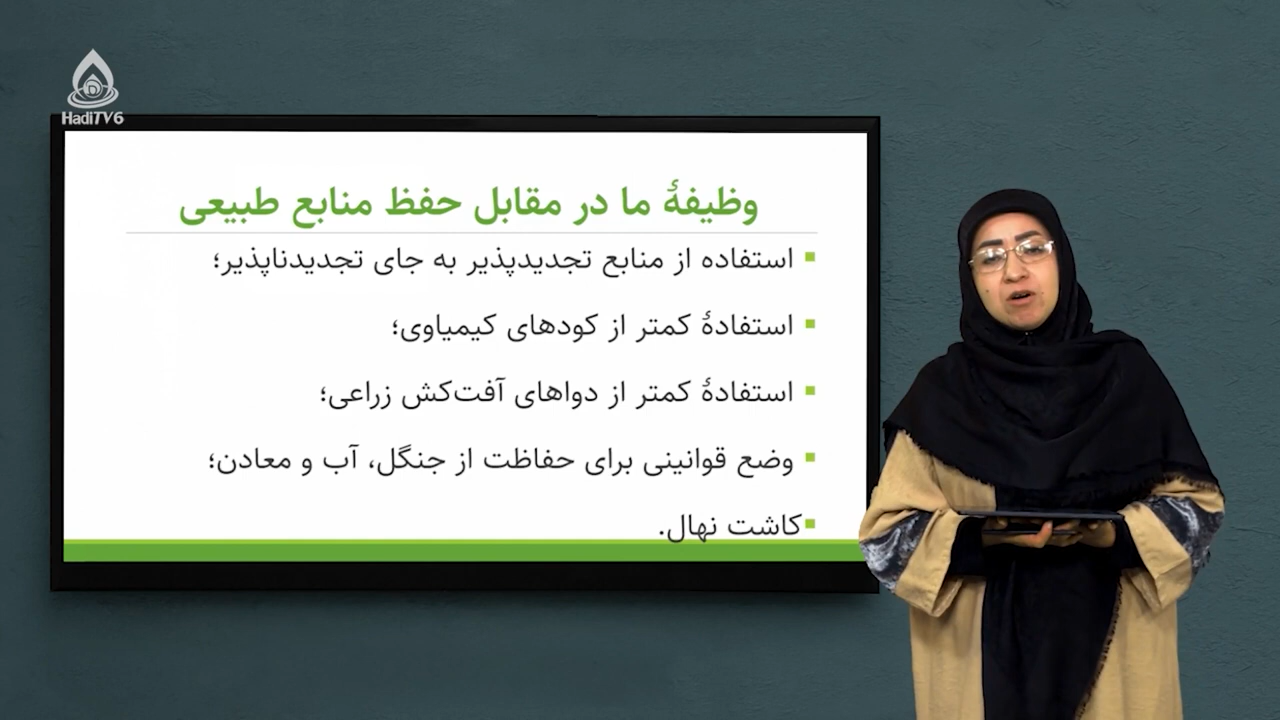 HadiTV6
وظیفهٔ ما در مقابل حفظ منابع طبیعی
استفاده از منابع تجدیدپذیر به جای تجدیدناپذیر؛
استفادهٔ کمتر از کودهای کیمیاوی؛
استفادهٔ کمتر از دواهای آفت‌کش زراعی؛
وضع قوانینی برای حفاظت از جنگل، آب و معادن؛
کاشت نهال.